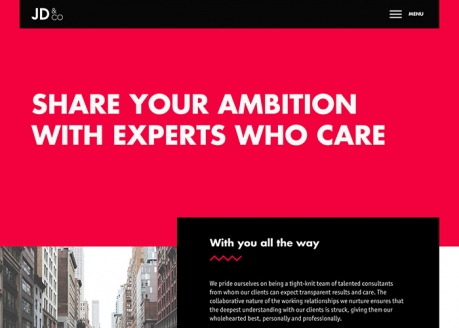 JD &CO
MENU
SHARE YOUR AMBITION
WITH EXPERTS WHO CARE
With you all the way
We pride ourselves on being a tight-knit team of talented consultants
from whom our clients can expect transparent results and care. The
collaborative nature of the working relationships we nurture ensures that
the deepest understanding with our clients is struck, giving them our
wholehearted best, personally and professionally.